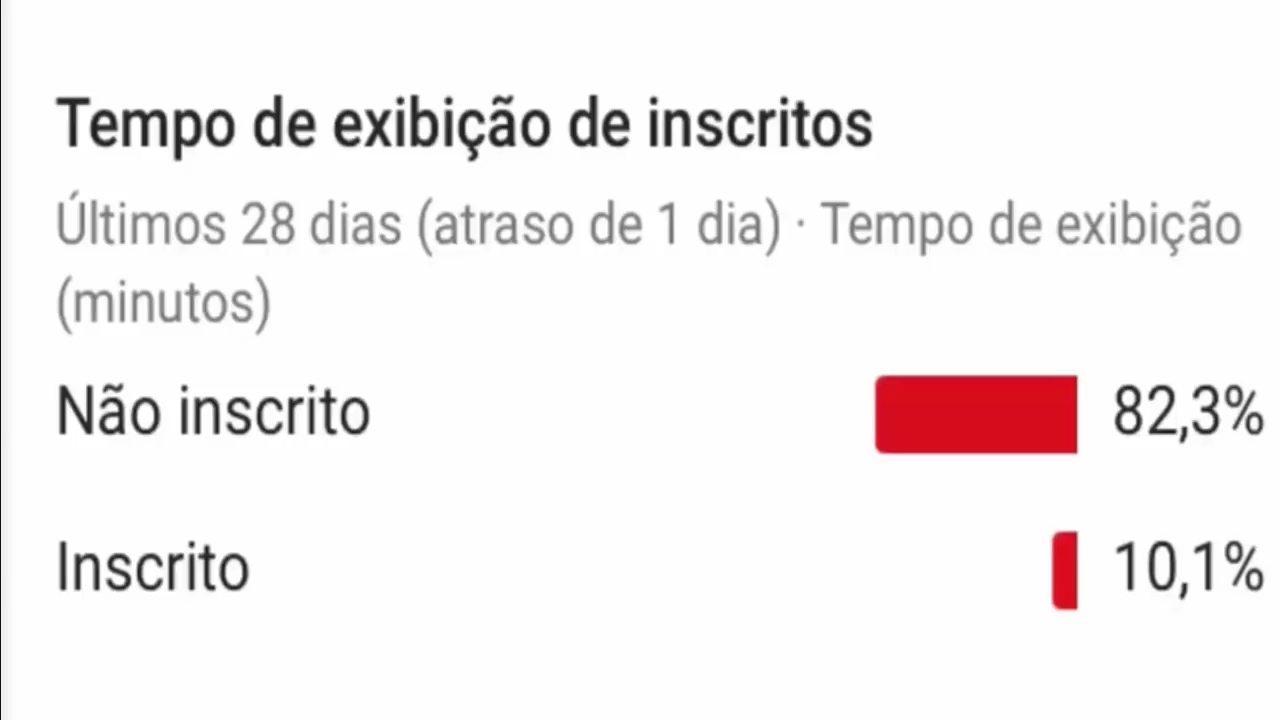 Tempo de exibição de inscritos
Últimos 28 dias (atraso de 1 dia) · Tempo de exibição
(minutos)
Não inscrito 82,3%
Inscrito 10,1%